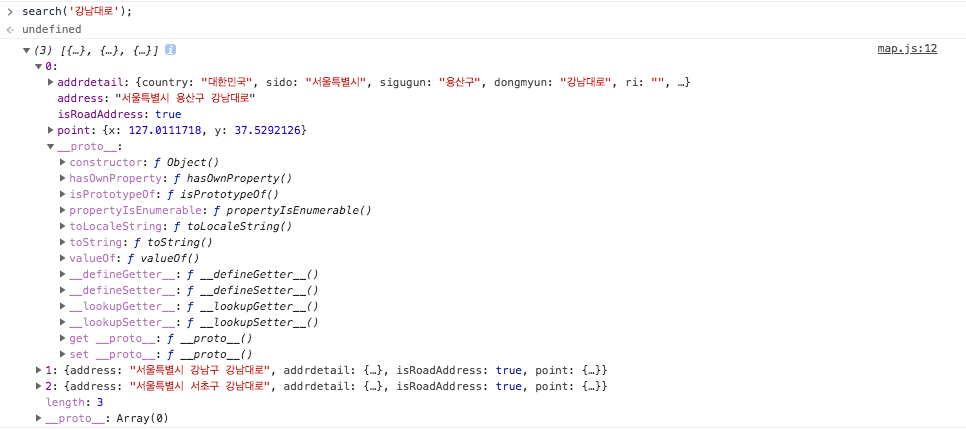 search('강남대로');
undefined
(3) [{…}, {…}, {…}] i map.js:12
0:
addrdetail: {country: "대한민국", sido: "서울특별시", sigugun: "용산구", dongmyun: "강남대로", ri: "", …}
address: "서울특별시 용산구 강남대로"
isRoadAddress: true
point: {x: 127.0111718, y: 37.5292126}
__proto__:
constructor: ƒ Object()
hasOwnProperty: ƒ hasOwnProperty()
isPrototypeOf: ƒ isPrototypeOf()
propertyIsEnumerable: ƒ propertyIsEnumerable()
toLocaleString: ƒ toLocaleString()
toString: ƒ toString()
valueOf: ƒ valueOf()
__defineGetter__: ƒ __defineGetter__()
__defineSetter__: ƒ __defineSetter__()
__lookupGetter__: ƒ __lookupGetter__()
__lookupSetter__: ƒ __lookupSetter__()
get __proto__: ƒ __proto__()
set __proto__: ƒ __proto__()
1: {address: "서울특별시 강남구 강남대로", addrdetail: {…}, isRoadAddress: true, point: {…}}
2: {address: "서울특별시 서초구 강남대로", addrdetail: {…}, isRoadAddress: true, point: {…}}
length: 3
__proto__: Array(0)